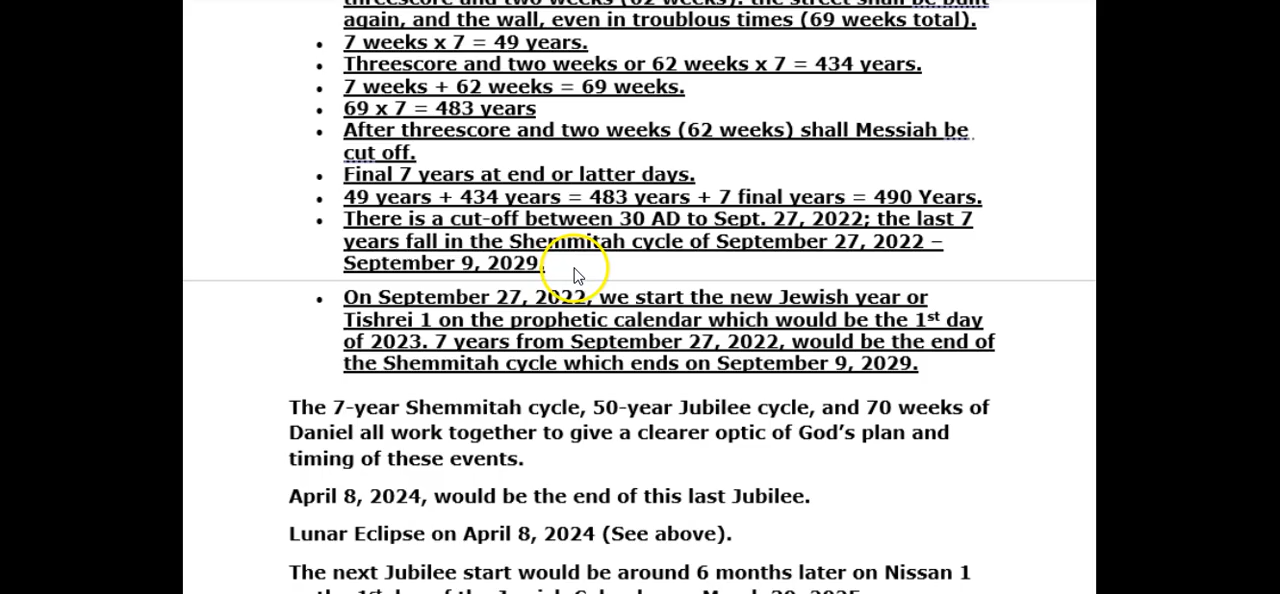 threescore and two weeks (62 weeks): the street shall be built
again, and the wall, even in troublous times (69 weeks total).
• 7 weeks x 7 = 49 years.
• Threescore and two weeks or 62 weeks x 7 = 434 years.
• 7 weeks + 62 weeks = 69 weeks.
• 69 x 7 = 483 years
• After threescore and two weeks (62 weeks) shall Messiah be
cut off.
• Final 7 years at end or latter days.
• 49 years + 434 years = 483 years + 7 final years = 490 Years.
• There is a cut-off between 30 AD to Sept. 27, 2022; the last 7
years fall in the Shemmitah cycle of September 27, 2022 –
September 9, 2029.
• On September 27, 2022, we start the new Jewish year or
Tishrei 1 on the prophetic calendar which would be the 1st day
of 2023. 7 years from September 27, 2022, would be the end of
the Shemmitah cycle which ends on September 9, 2029.
The 7-year Shemmitah cycle, 50-year Jubilee cycle, and 70 weeks of
Daniel all work together to give a clearer optic of God's plan and
timing of these events.
April 8, 2024, would be the end of this last Jubilee.
Lunar Eclipse on April 8, 2024 (See above).
The next Jubilee start would be around 6 months later on Nissan 1